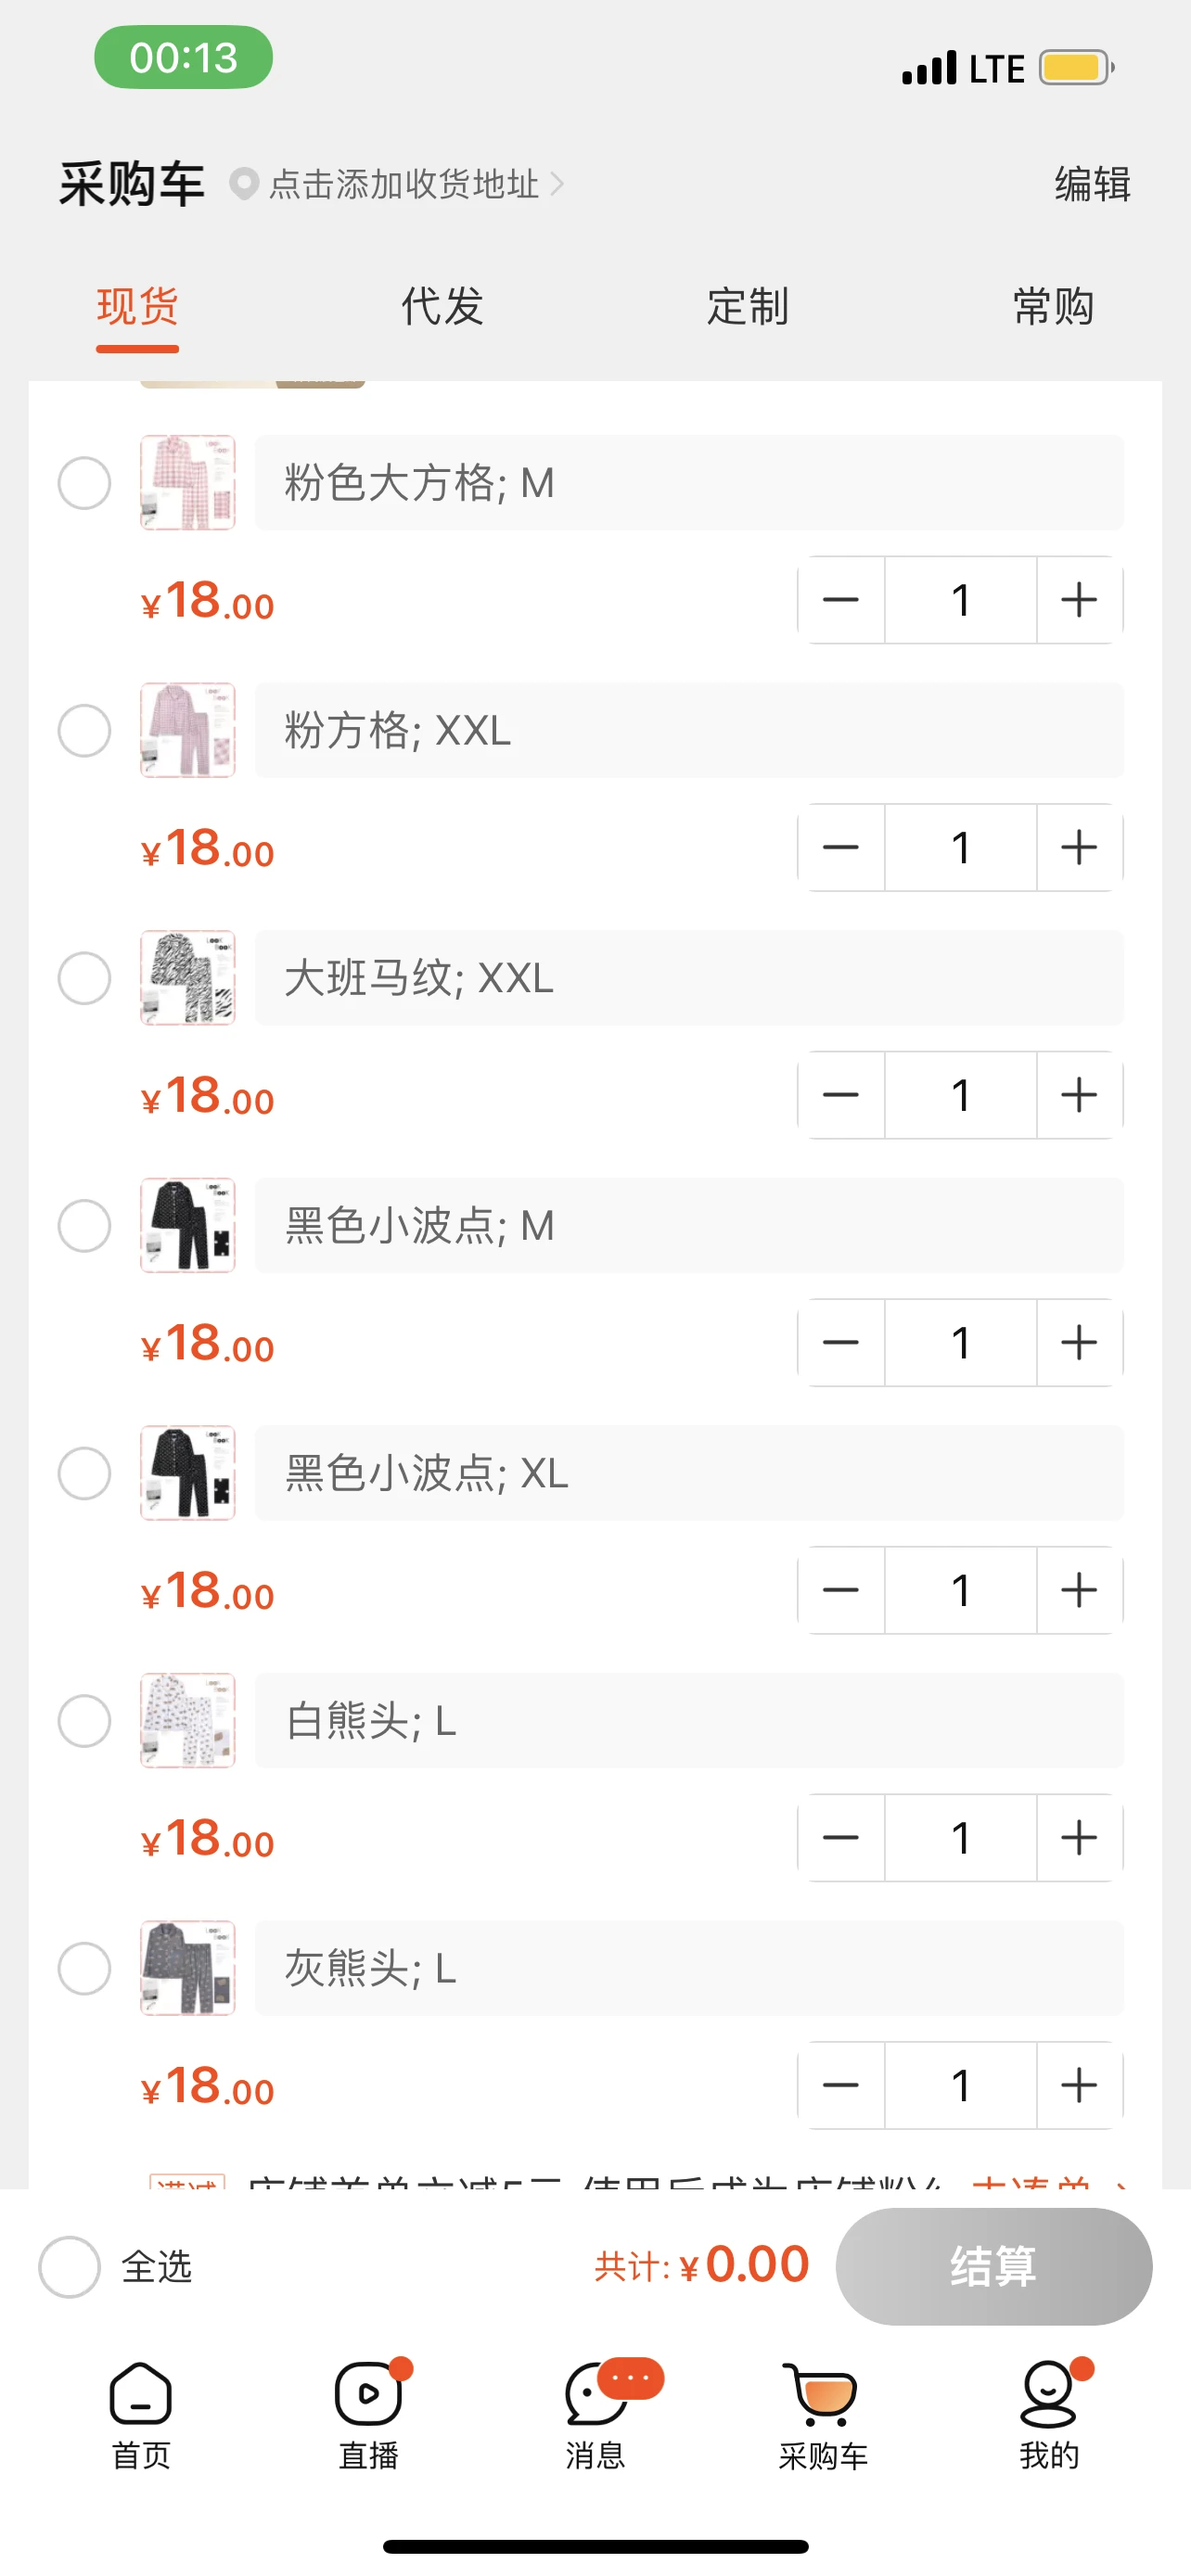 00:13
LTE
采购车 点击添加收货地址
编辑
现货 代发 定制 常购
粉色大方格; M
¥18.00 1
粉方格; XXL
¥18.00 1
大班马纹; XXL
¥18.00 1
黑色小波点; M
¥18.00 1
黑色小波点; XL
¥18.00 1
白熊头; L
¥18.00 1
灰熊头; L
¥18.00 1
全选 共计: ¥0.00 结算
首页 直播 消息 采购车 我的